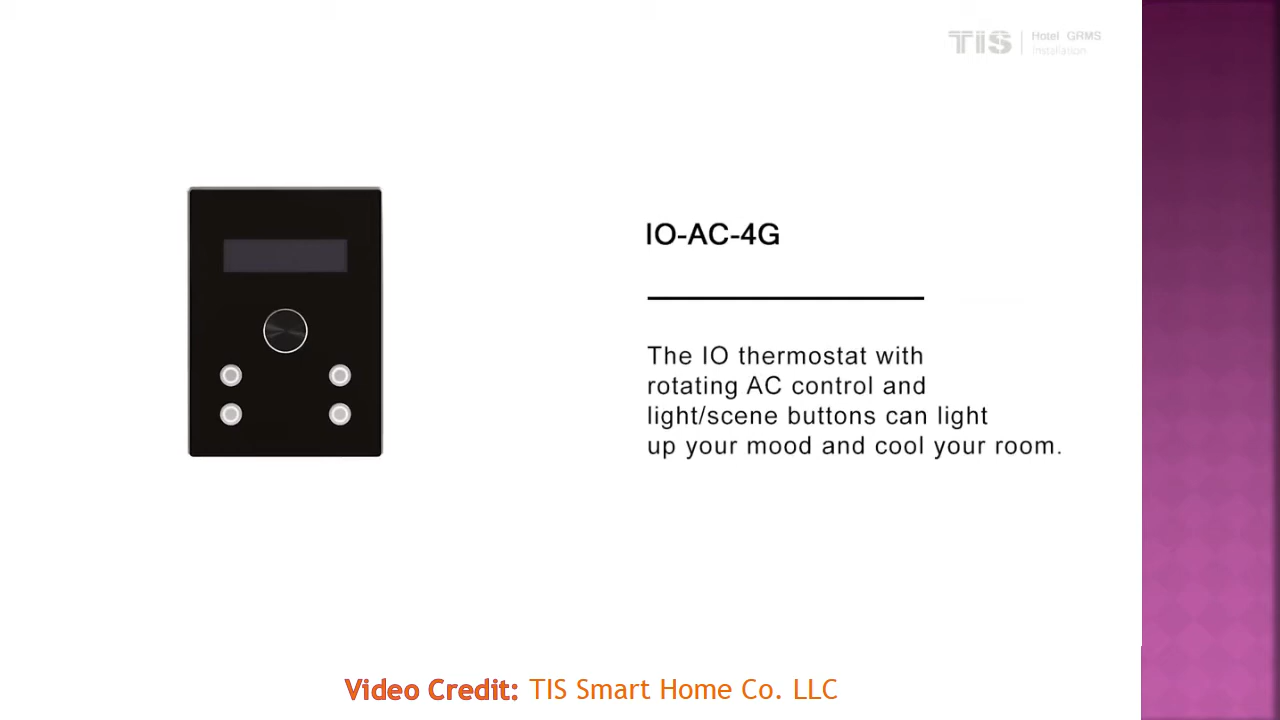 TIS
Hotel GRMS
Installation
IO-AC-4G
The IO thermostat with
rotating AC control and
light/scene buttons can light
up your mood and cool your room.
Video Credit: TIS Smart Home Co. LLC